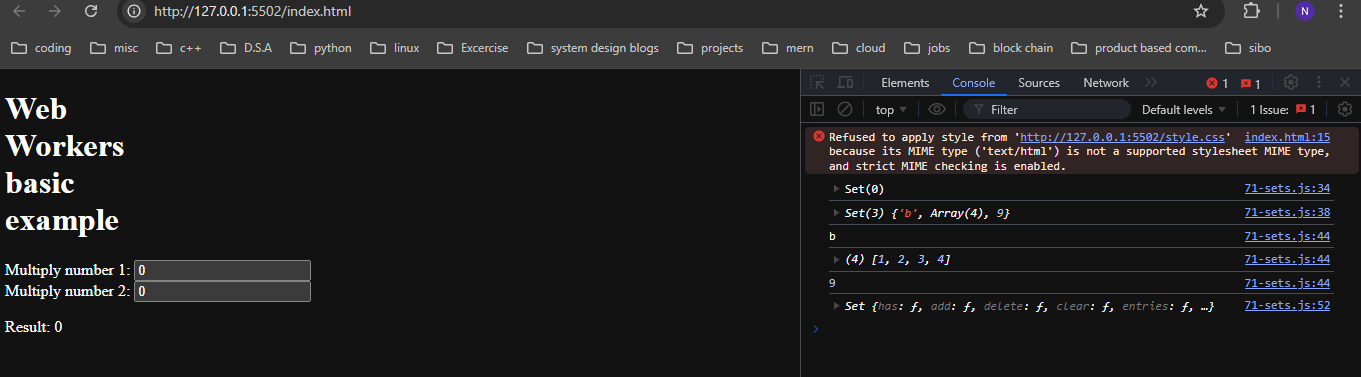 http://127.0.0.1:5502/index.html
N
coding misc c++ D.S.A python linux Excercise system design blogs projects mern cloud jobs block chain product based com... sibo
Web
Workers
basic
example
Multiply number 1: 0
Multiply number 2: 0
Result: 0
Elements Console Sources Network 1 1
top Filter Default levels 1 Issue: 1
Refused to apply style from 'http://127.0.0.1:5502/style.css' index.html:15
because its MIME type ('text/html') is not a supported stylesheet MIME type,
and strict MIME checking is enabled.
Set(0) 71-sets.js:34
Set(3) {'b', Array(4), 9} 71-sets.js:38
b 71-sets.js:44
(4) [1, 2, 3, 4] 71-sets.js:44
9 71-sets.js:44
Set {has: ƒ, add: ƒ, delete: ƒ, clear: ƒ, entries: ƒ, …} 71-sets.js:52